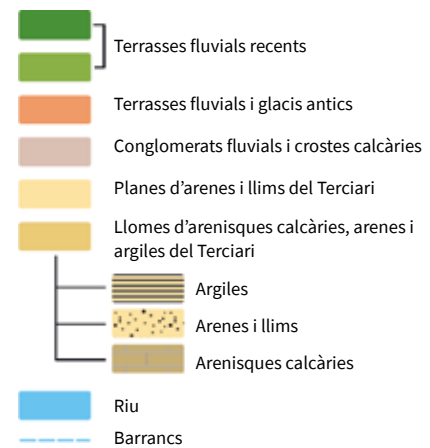 Terrasses fluvials recents
Terrasses fluvials i glacis antics
Conglomerats fluvials i crostes calcàries
Planes d'arenes i llims del Terciari
Llomes d'arenisques calcàries, arenes i
argiles del Terciari
Argiles
Arenes i llims
Arenisques calcàries
Riu
Barrancs